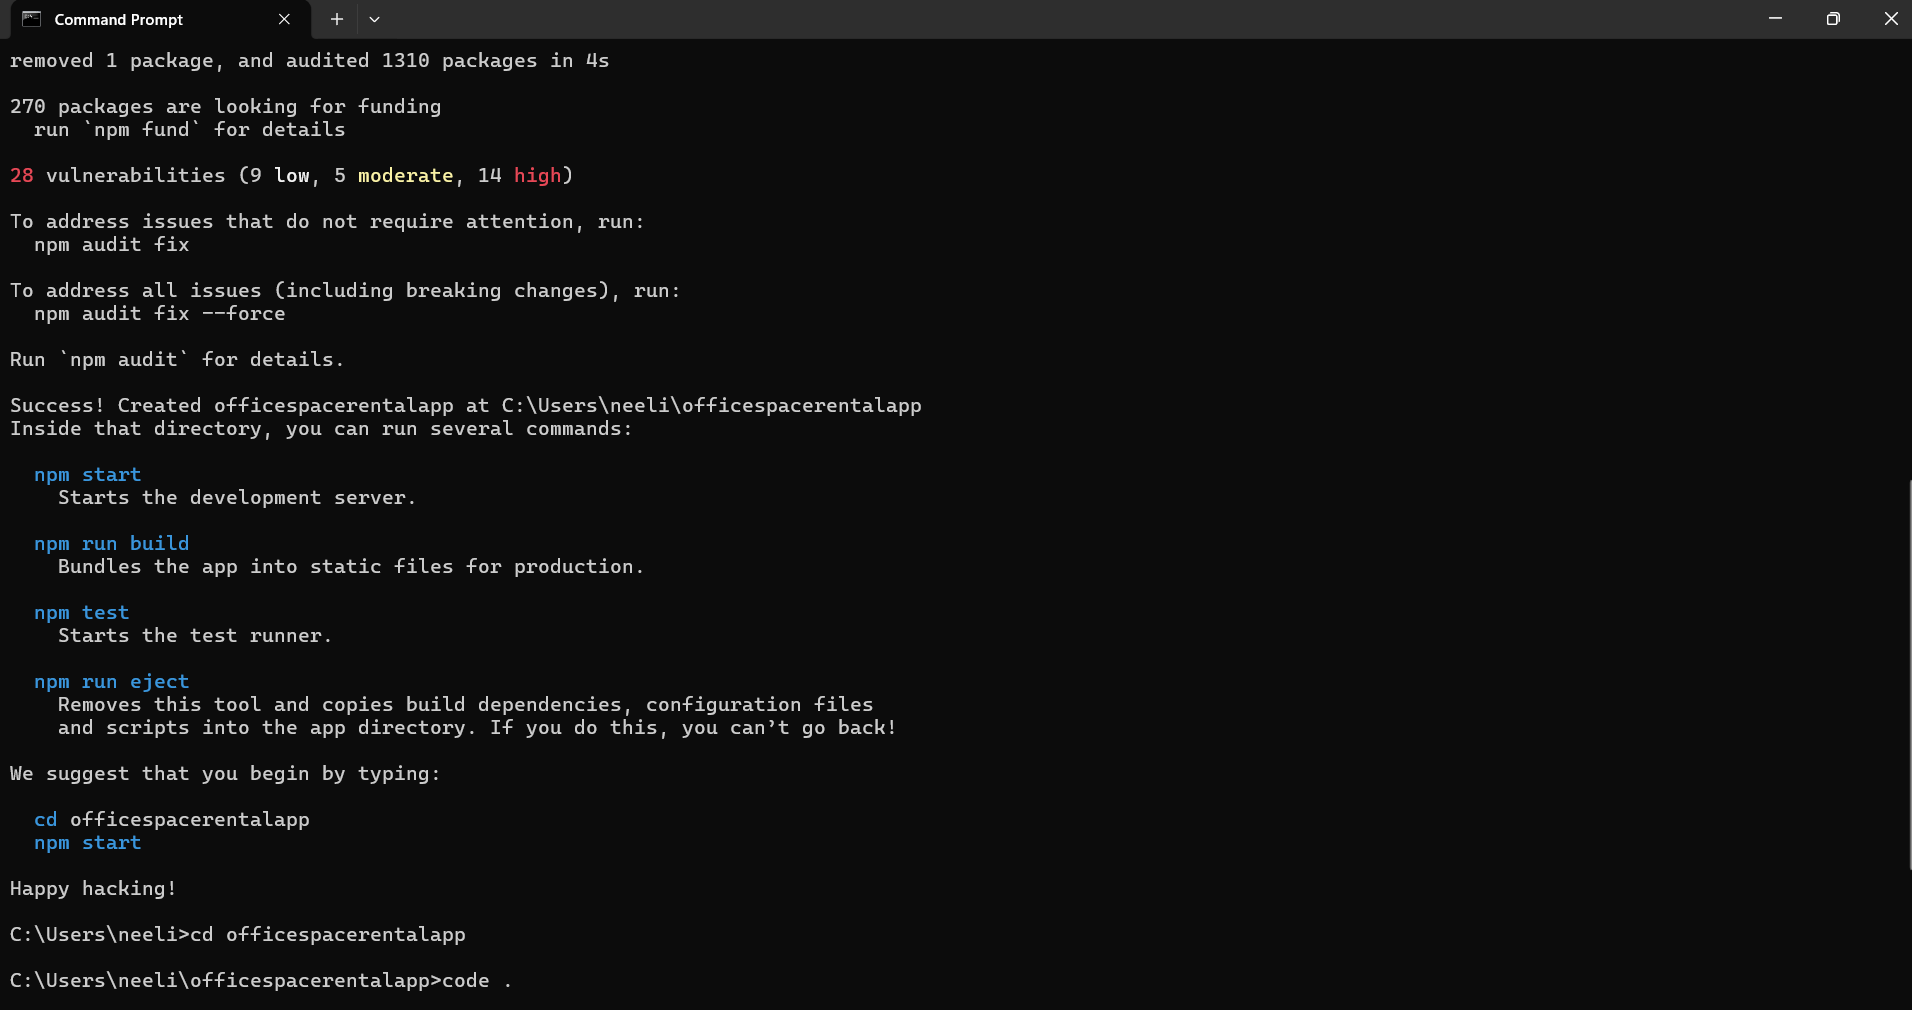 Command Prompt
removed 1 package, and audited 1310 packages in 4s
270 packages are looking for funding
run `npm fund` for details
28 vulnerabilities (9 low, 5 moderate, 14 high)
To address issues that do not require attention, run:
npm audit fix
To address all issues (including breaking changes), run:
npm audit fix --force
Run `npm audit` for details.
Success! Created officespacerentalapp at C:\Users\neeli\officespacerentalapp
Inside that directory, you can run several commands:
npm start
Starts the development server.
npm run build
Bundles the app into static files for production.
npm test
Starts the test runner.
npm run eject
Removes this tool and copies build dependencies, configuration files
and scripts into the app directory. If you do this, you can’t go back!
We suggest that you begin by typing:
cd officespacerentalapp
npm start
Happy hacking!
C:\Users\neeli>cd officespacerentalapp
C:\Users\neeli\officespacerentalapp>code .